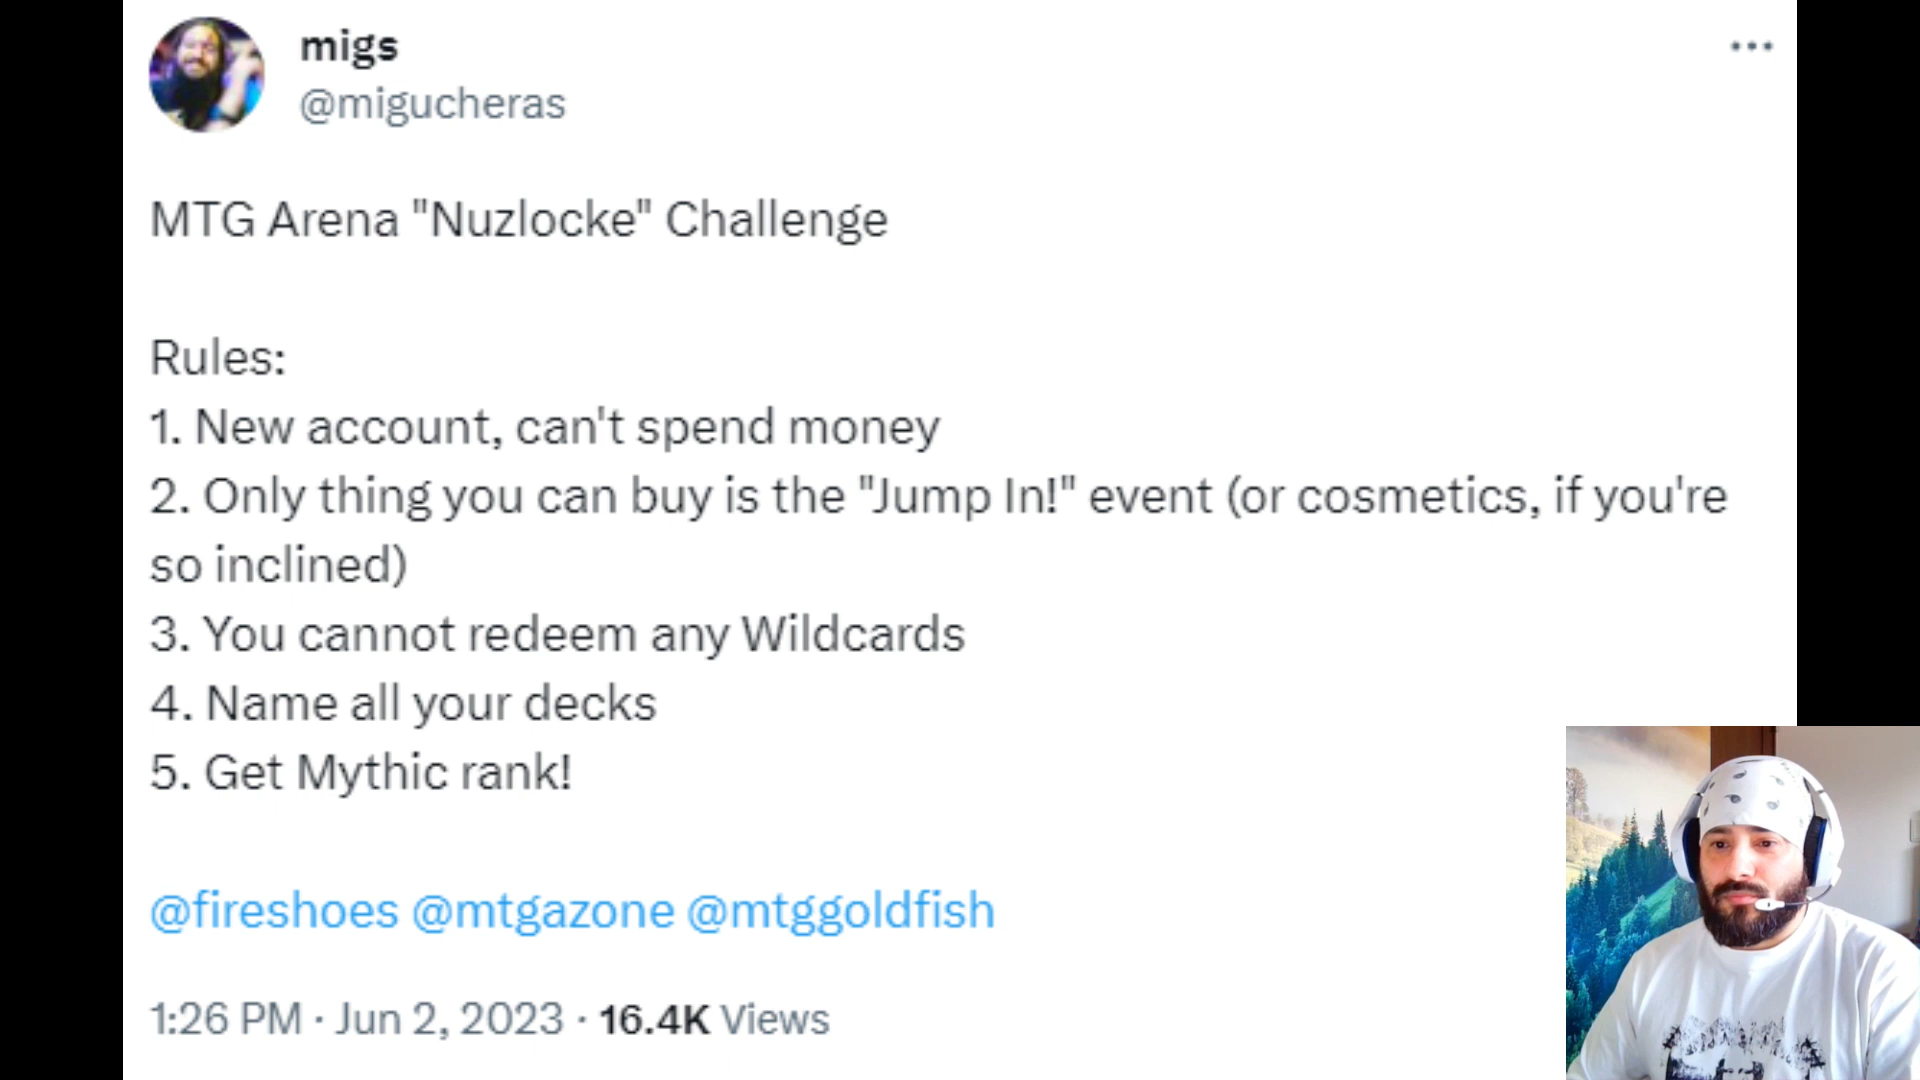 migs
@migucheras
MTG Arena "Nuzlocke" Challenge
Rules:
1. New account, can't spend money
2. Only thing you can buy is the "Jump In!" event (or cosmetics, if you're
so inclined)
3. You cannot redeem any Wildcards
4. Name all your decks
5. Get Mythic rank!
@fireshoes @mtgazone @mtggoldfish
1:26 PM · Jun 2, 2023 · 16.4K Views